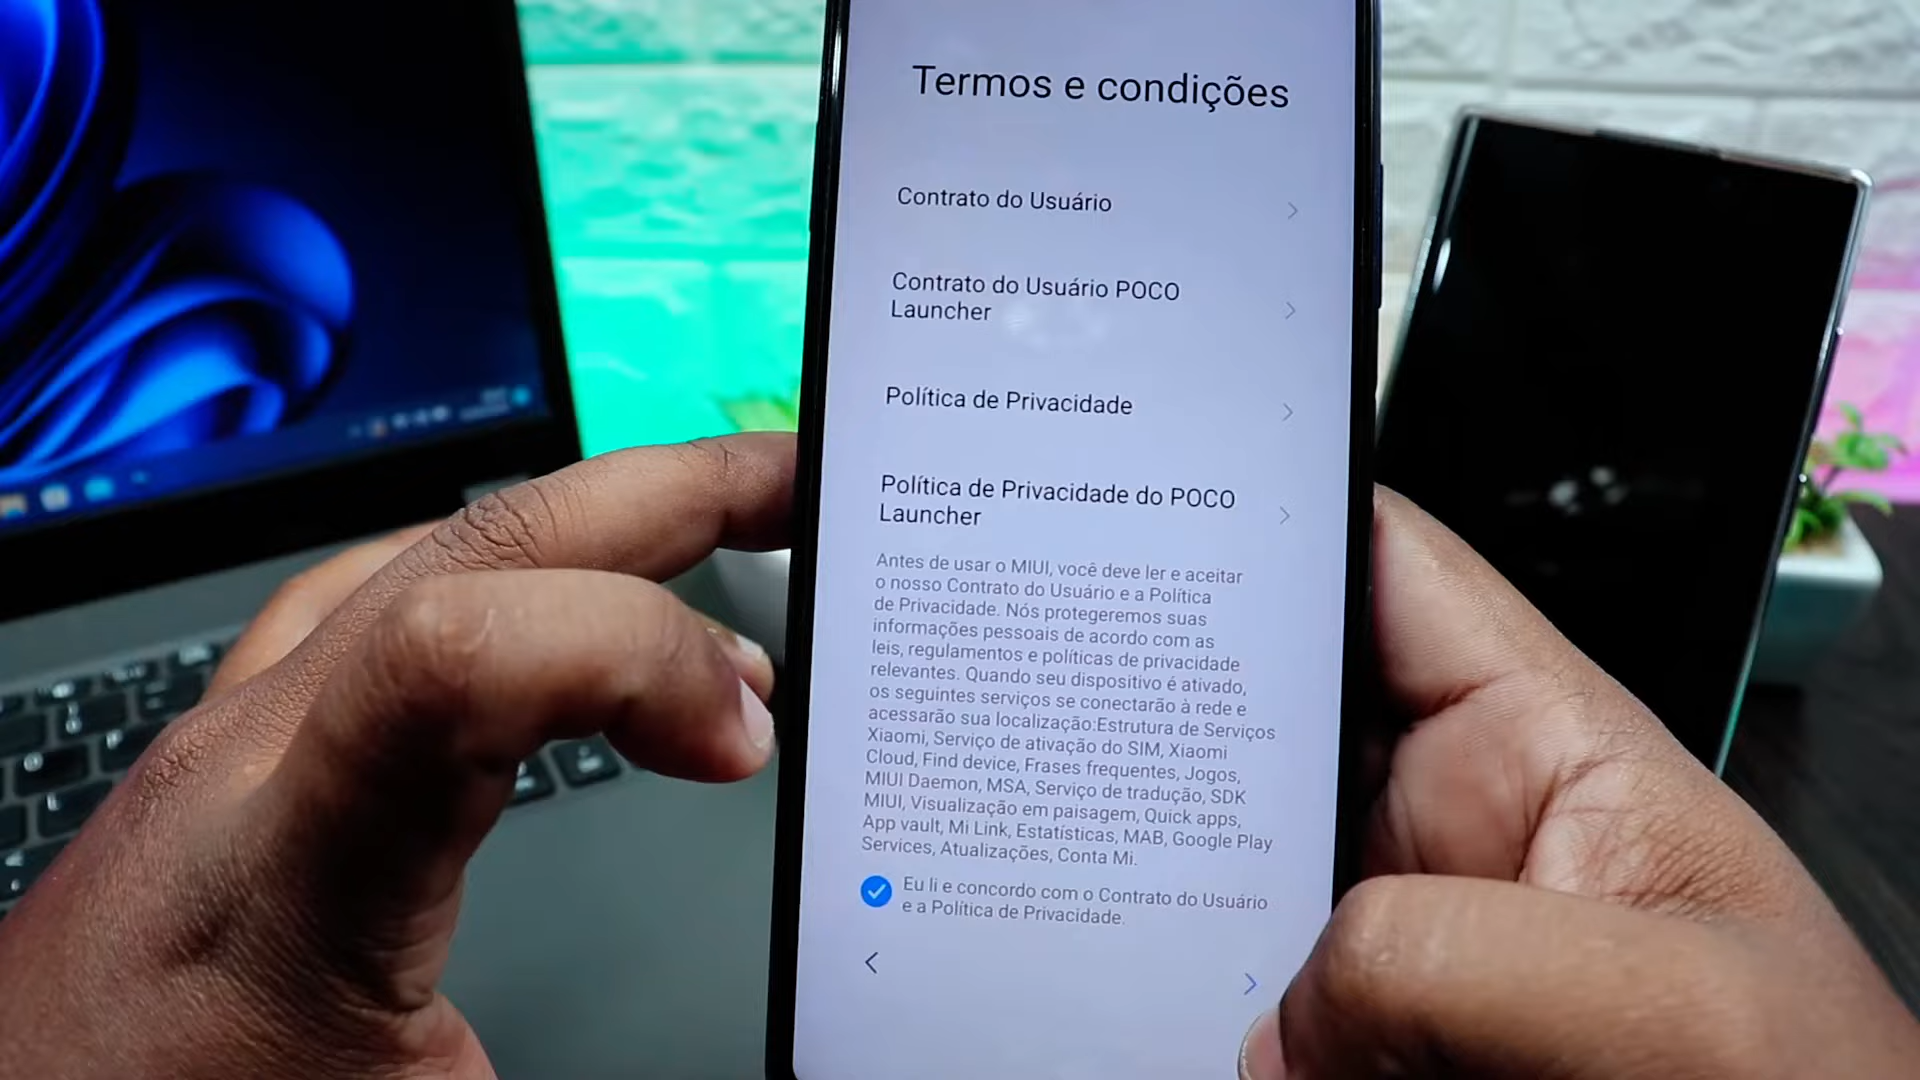 Termos e condições
Contrato do Usuário
Contrato do Usuário POCO
Launcher
Política de Privacidade
Política de Privacidade do POCO
Launcher
Antes de usar o MIUI, você deve ler e aceitar
o nosso Contrato do Usuário e a Política
de Privacidade. Nós protegeremos suas
informações pessoais de acordo com as
leis, regulamentos e políticas de privacidade
relevantes. Quando seu dispositivo é ativado,
os seguintes serviços se conectarão à rede e
acessarão sua localização:Estrutura de Serviços
Xiaomi, Serviço de ativação do SIM, Xiaomi
Cloud, Find device, Frases frequentes, Jogos,
MIUI Daemon, MSA, Serviço de tradução, SDK
MIUI, Visualização em paisagem, Quick apps,
App vault, Mi Link, Estatísticas, MAB, Google Play
Services, Atualizações, Conta Mi.
Eu li e concordo com o Contrato do Usuário
e a Política de Privacidade.